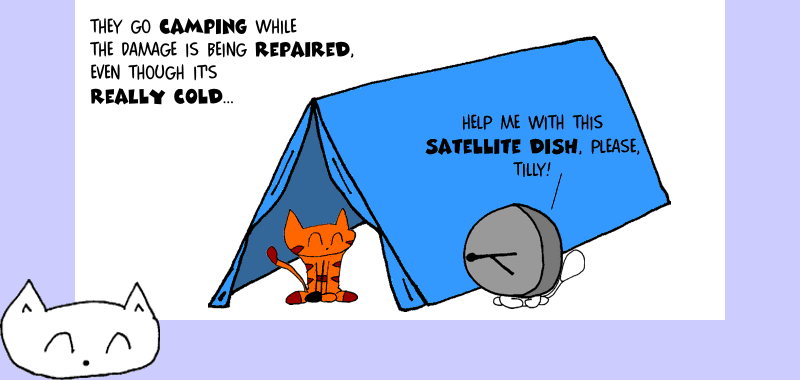 THEY GO CAMPING WHILE
THE DAMAGE IS BEING REPAIRED,
EVEN THOUGH IT'S
REALLY COLD...
HELP ME WITH THIS
SATELLITE DISH, PLEASE,
TILLY!